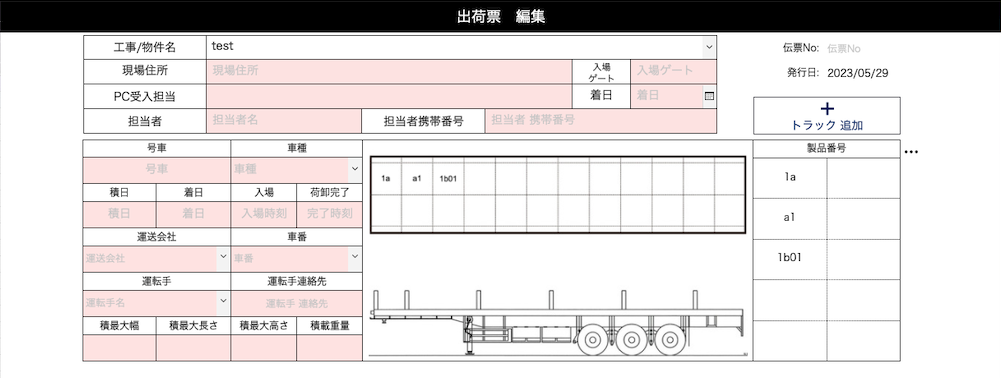 出荷票　編集
工事/物件名 test
伝票No: 伝票No
現場住所 現場住所 入場ゲート 入場ゲート
発行日: 2023/05/29
PC受入担当 着日 着日
担当者 担当者名 担当者携帯番号 担当者 携帯番号
+
トラック 追加
号車 車種
製品番号 ...
号車 車種
積日 着日 入場 荷卸完了
積日 着日 入場時刻 完了時刻
運送会社 車番
運送会社 車番
運転手 運転手連絡先
運転手名 運転手 連絡先
積最大幅 積最大長さ 積最大高さ 積載重量
1a a1 1b01
1a
a1
1b01